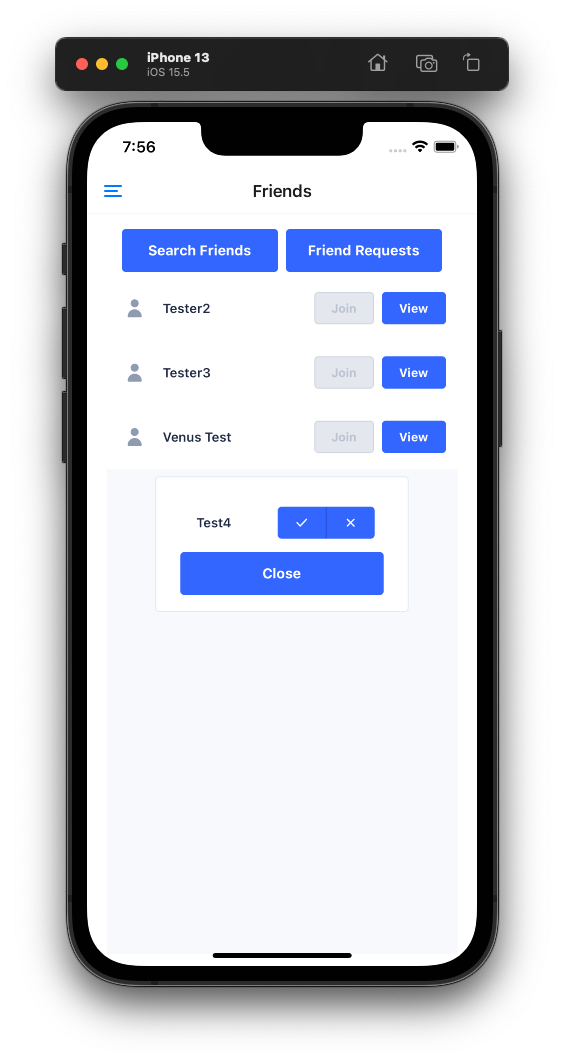 iPhone 13
iOS 15.5
7:56
Friends
Search Friends Friend Requests
Tester2 Join View
Tester3 Join View
Venus Test Join View
Test4
Close